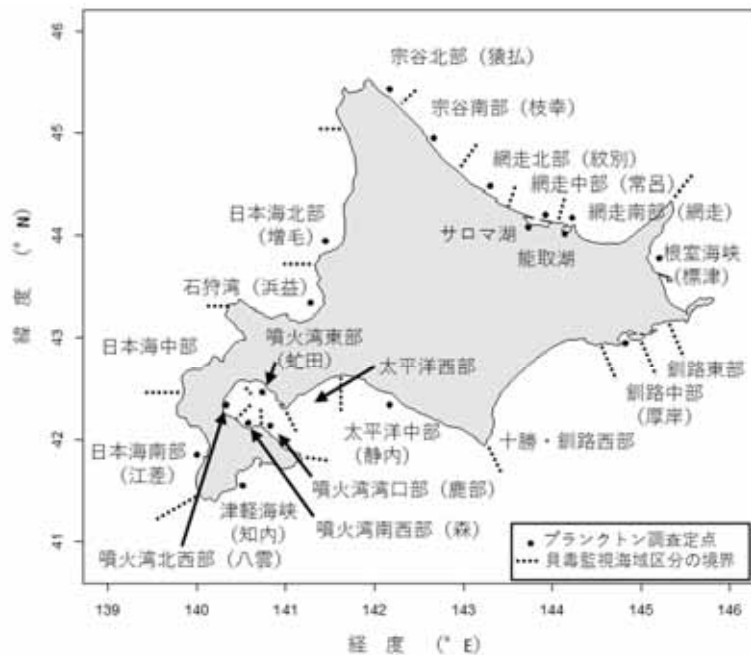 46
45
44
43
42
41
緯 度 (° N)
宗谷北部（猿払）
宗谷南部（枝幸）
網走北部（紋別）
網走中部（常呂）
網走南部（網走）
サロマ湖
能取湖
日本海北部
（増毛）
根室海峡
（標津）
石狩湾（浜益）
日本海中部
噴火湾東部
（虻田）
太平洋西部
釧路東部
釧路中部
（厚岸）
太平洋中部
（静内）
十勝・釧路西部
日本海南部
（江差）
津軽海峡
（知内）
噴火湾湾口部（鹿部）
噴火湾南西部（森）
噴火湾北西部（八雲）
プランクトン調査定点
貝毒監視海域区分の境界
139 140 141 142 143 144 145 146
経 度 (° E)